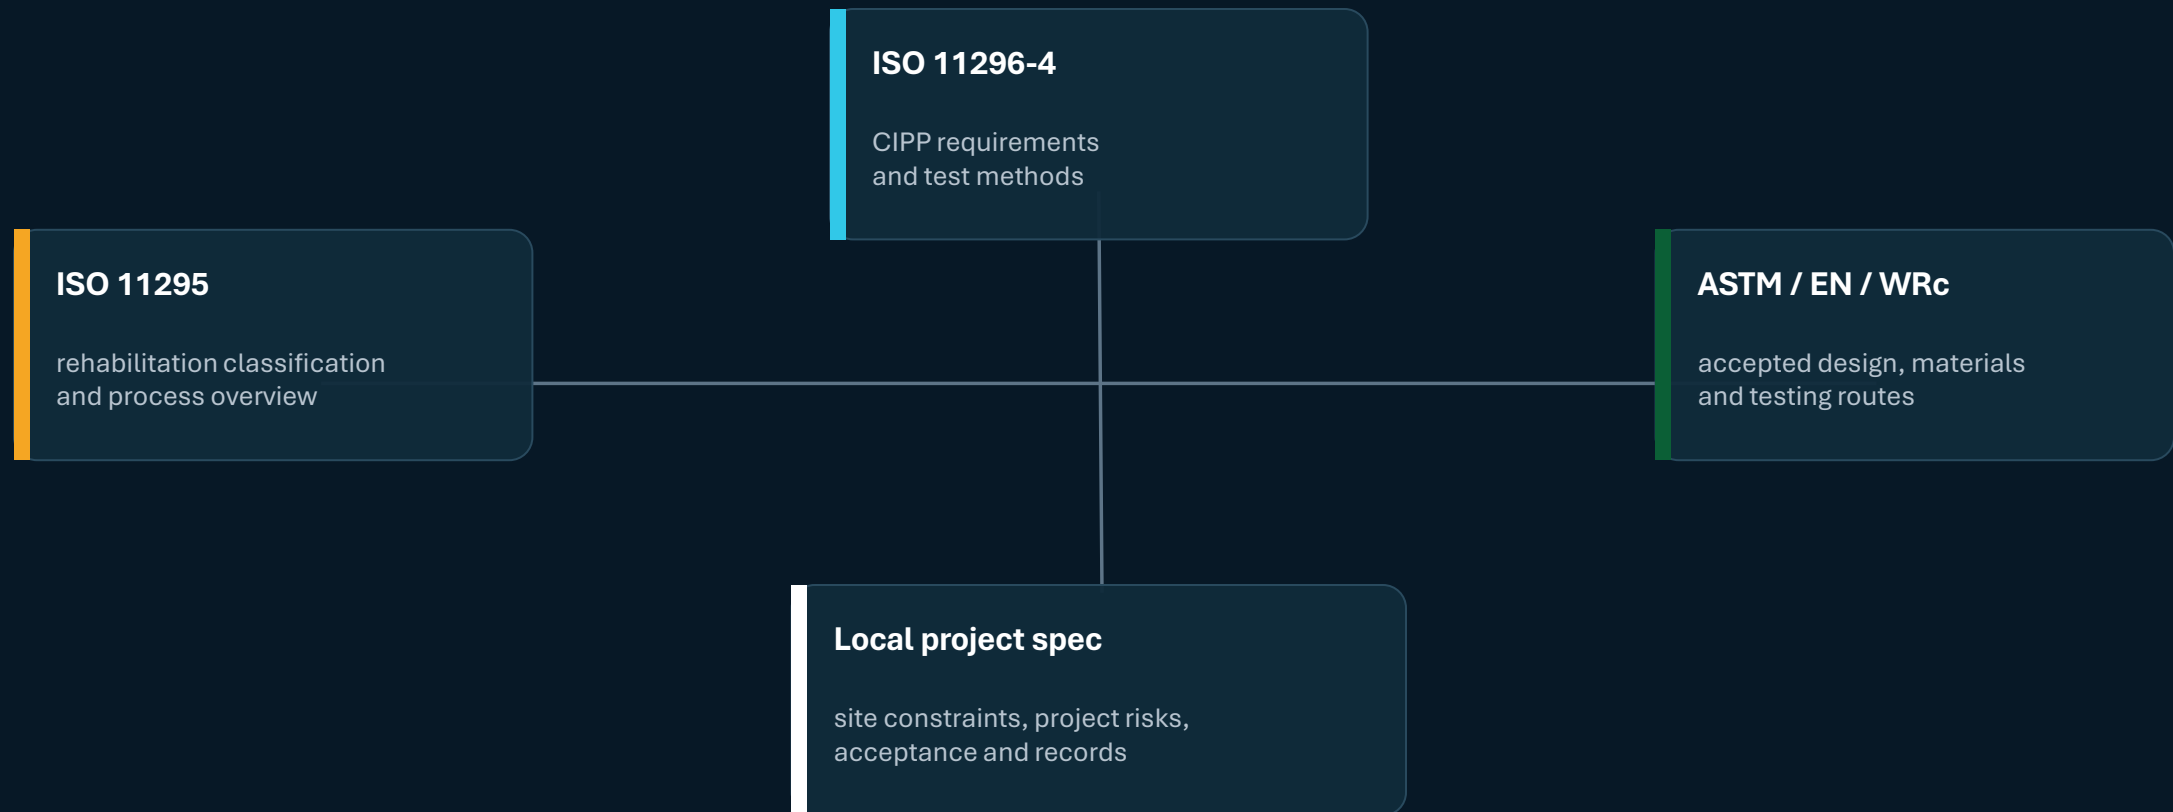 ISO 11296-4
CIPP requirements
and test methods
ISO 11295
rehabilitation classification
and process overview
ASTM / EN / WRc
accepted design, materials
and testing routes
Local project spec
site constraints, project risks,
acceptance and records